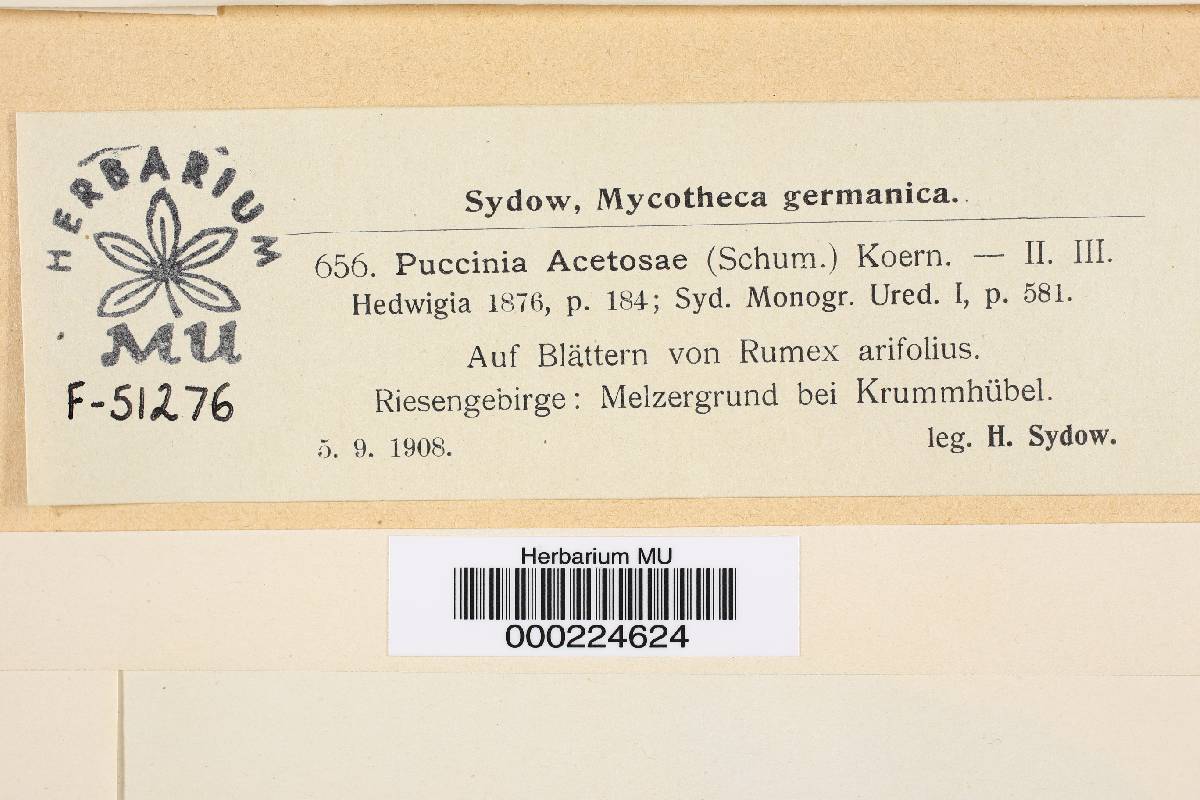 HERBARIUM
MU
F-51276
Sydow, Mycotheca germanica.
656. Puccinia Acetosae (Schum.) Koern. — II. III.
Hedwigia 1876, p. 184; Syd. Monogr. Ured. I, p. 581.
Auf Blättern von Rumex arifolius.
Riesengebirge: Melzergrund bei Krummhübel.
5. 9. 1908.
leg. H. Sydow.
Herbarium MU
000224624